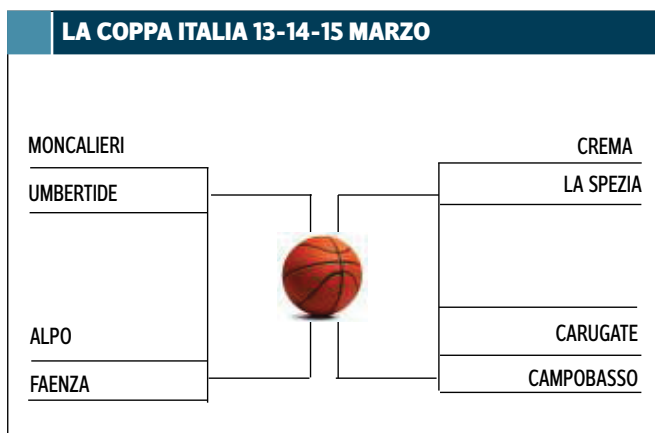 LA COPPA ITALIA 13-14-15 MARZO
MONCALIERI
UMBERTIDE
ALPO
FAENZA
CREMA
LA SPEZIA
CARUGATE
CAMPOBASSO